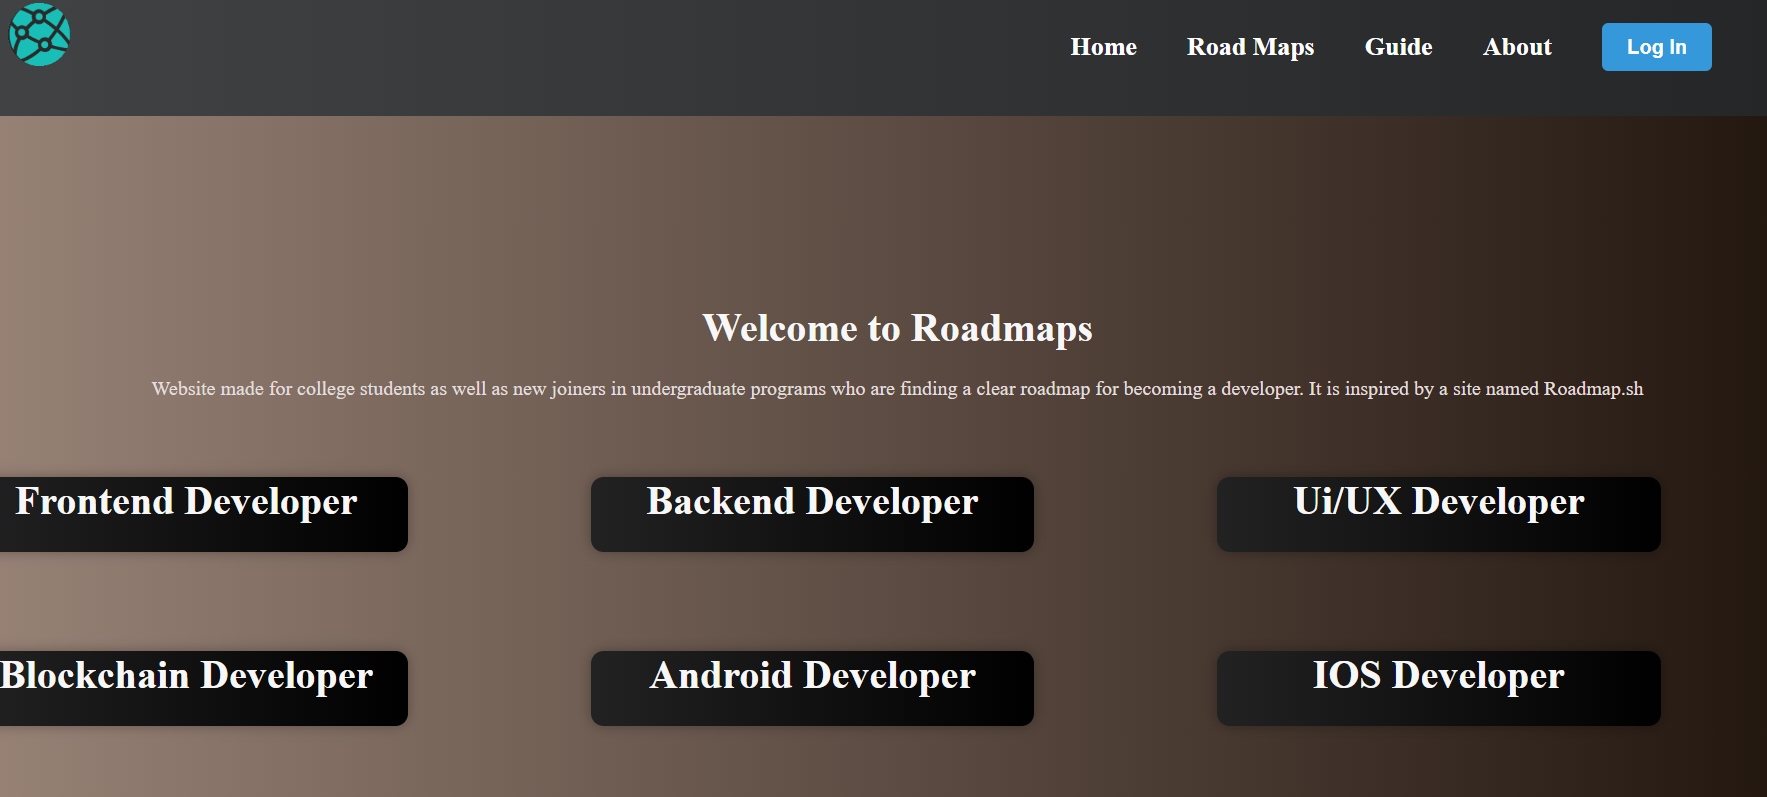 Home Road Maps Guide About Log In
Welcome to Roadmaps
Website made for college students as well as new joiners in undergraduate programs who are finding a clear roadmap for becoming a developer. It is inspired by a site named Roadmap.sh
Frontend Developer Backend Developer Ui/UX Developer
Blockchain Developer Android Developer IOS Developer